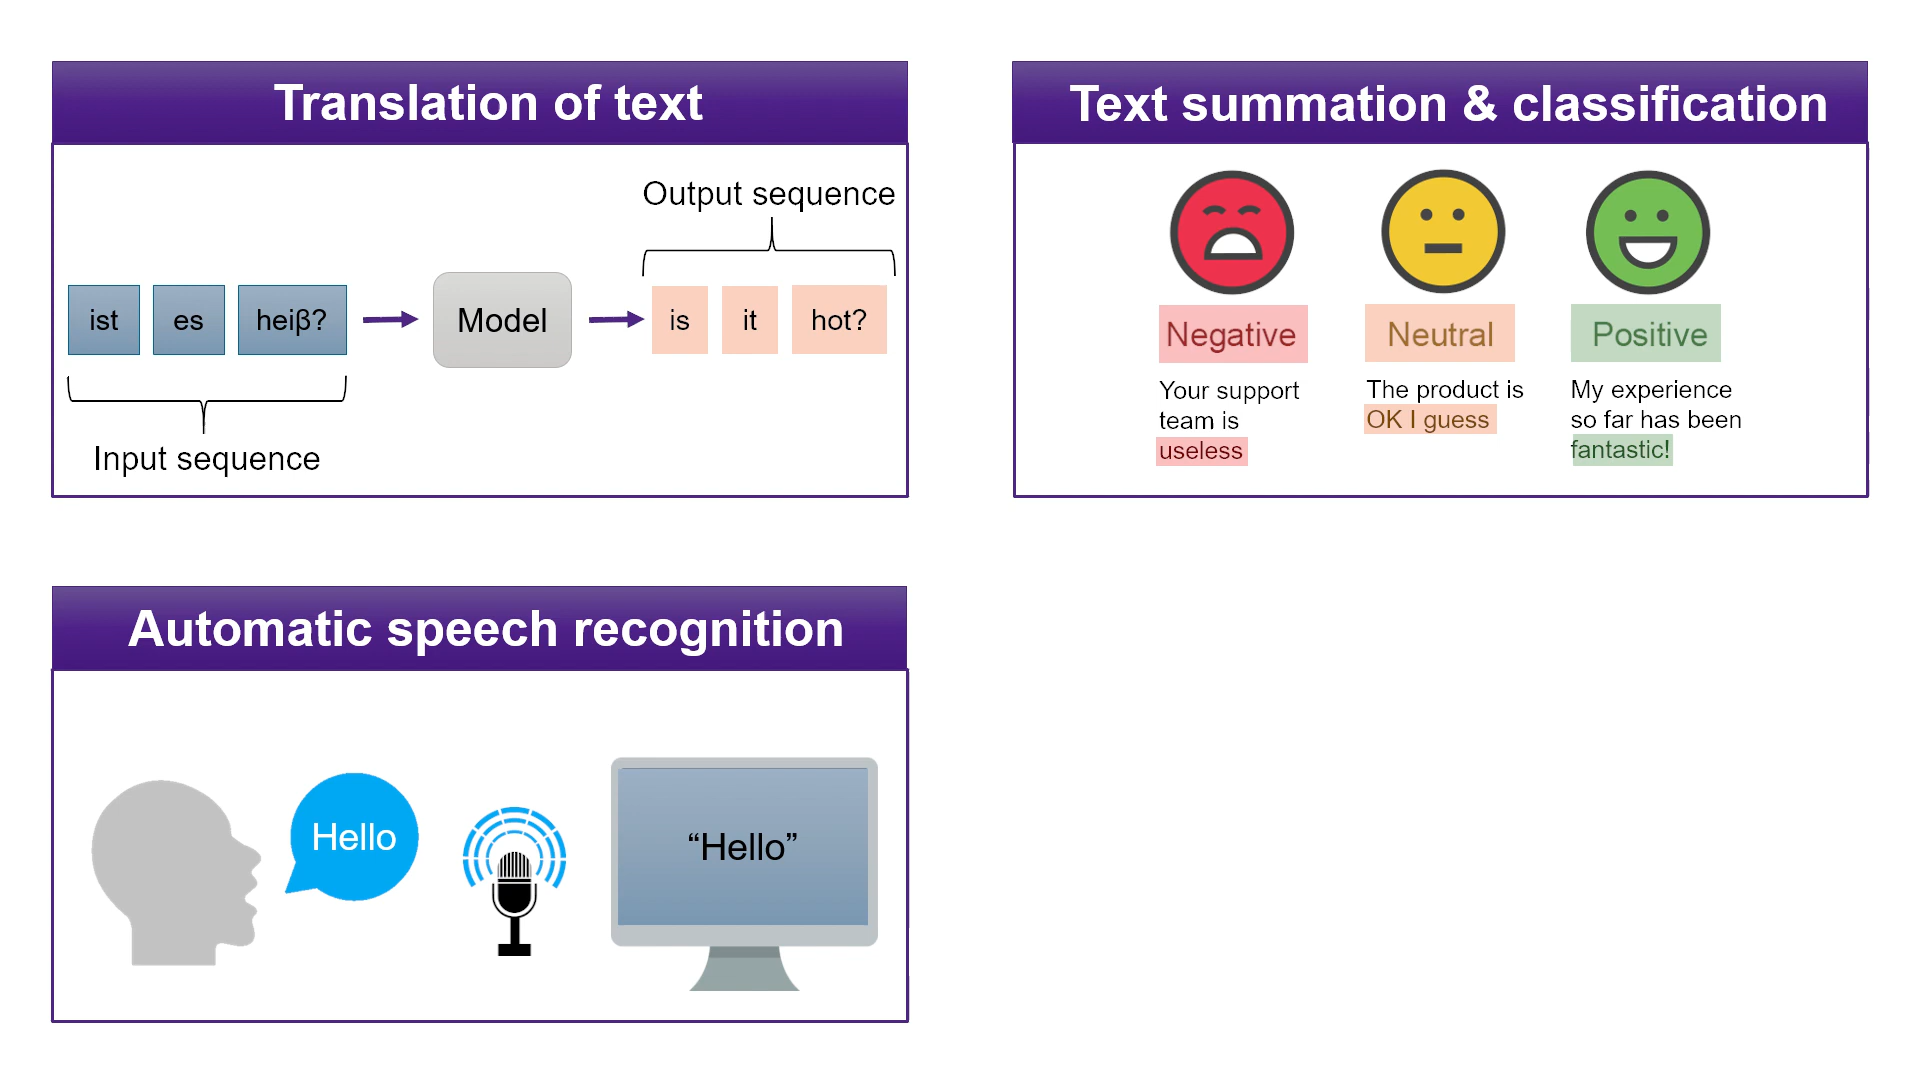 Translation of text
Output sequence
ist es heiβ? Model is it hot?
Input sequence
Text summation & classification
Negative Neutral Positive
Your support
team is
useless
The product is
OK I guess
My experience
so far has been
fantastic!
Automatic speech recognition
Hello
“Hello”